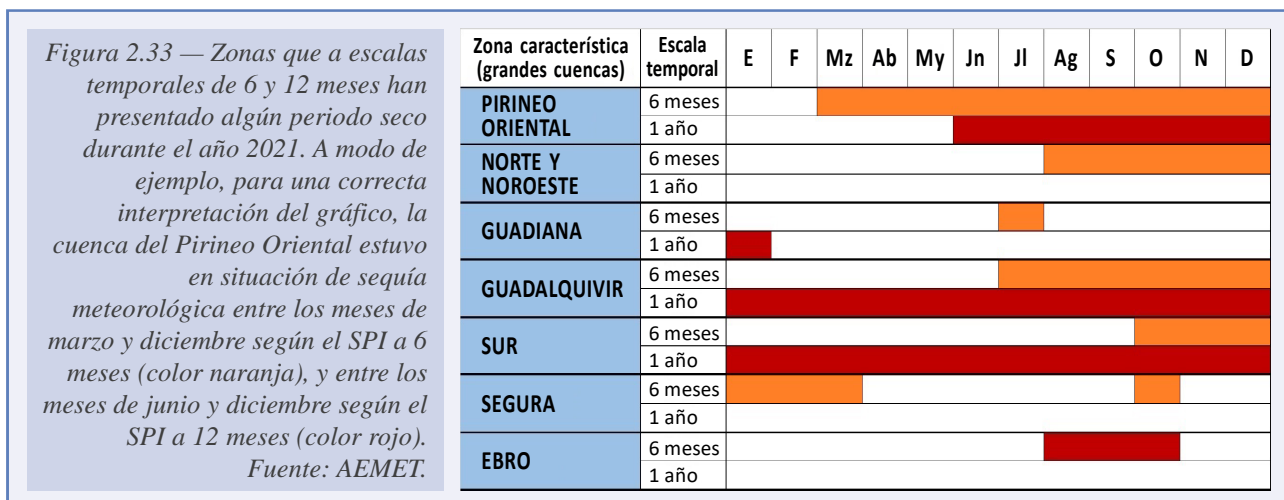 Figura 2.33 — Zonas que a escalas
temporales de 6 y 12 meses han
presentado algún periodo seco
durante el año 2021. A modo de
ejemplo, para una correcta
interpretación del gráfico, la
cuenca del Pirineo Oriental estuvo
en situación de sequía
meteorológica entre los meses de
marzo y diciembre según el SPI a 6
meses (color naranja), y entre los
meses de junio y diciembre según el
SPI a 12 meses (color rojo).
Fuente: AEMET.
Zona característica
(grandes cuencas)
Escala
temporal
E F Mz Ab My Jn Jl Ag S O N D
PIRINEO
ORIENTAL
6 meses
1 año
NORTE Y
NOROESTE
6 meses
1 año
GUADIANA
6 meses
1 año
GUADALQUIVIR
6 meses
1 año
SUR
6 meses
1 año
SEGURA
6 meses
1 año
EBRO
6 meses
1 año